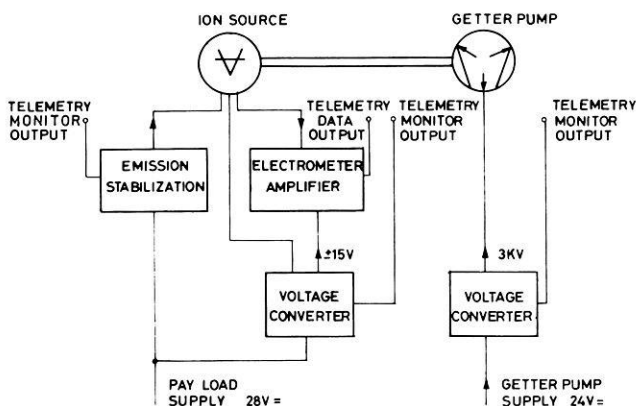 ION SOURCE
GETTER PUMP
TELEMETRY
MONITOR
OUTPUT
TELEMETRY
DATA
OUTPUT
TELEMETRY
MONITOR
OUTPUT
TELEMETRY
MONITOR
OUTPUT
EMISSION
STABILIZATION
ELECTROMETER
AMPLIFIER
±15V
3KV
VOLTAGE
CONVERTER
VOLTAGE
CONVERTER
PAY LOAD
SUPPLY 28V=
GETTER PUMP
SUPPLY 24V=